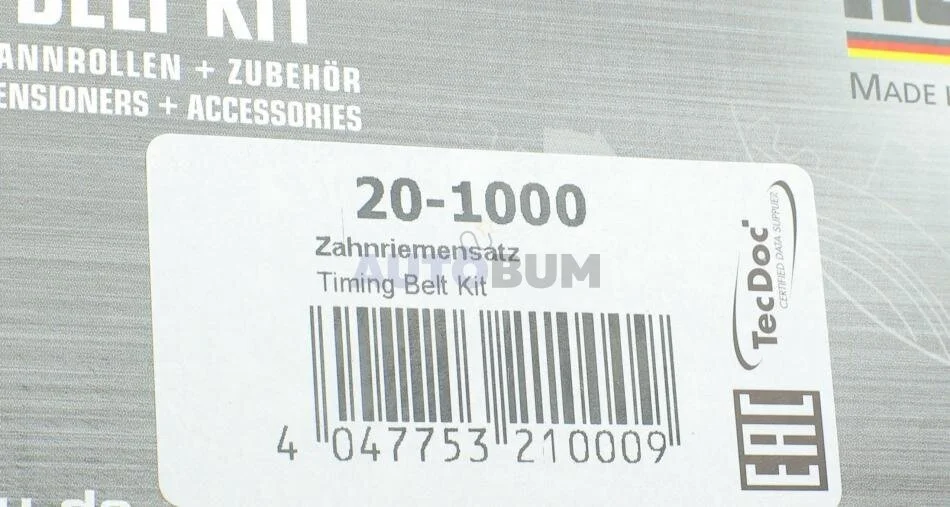 BELT KIT
ANNROLLEN + ZUBEHÖR
ENSIONERS + ACCESSORIES
MADE
20-1000
Zahnriemensatz
Timing Belt Kit
AUTOBUM
4 047753 210009
TecDoc
CERTIFIED DATA SUPPLIER
EAC